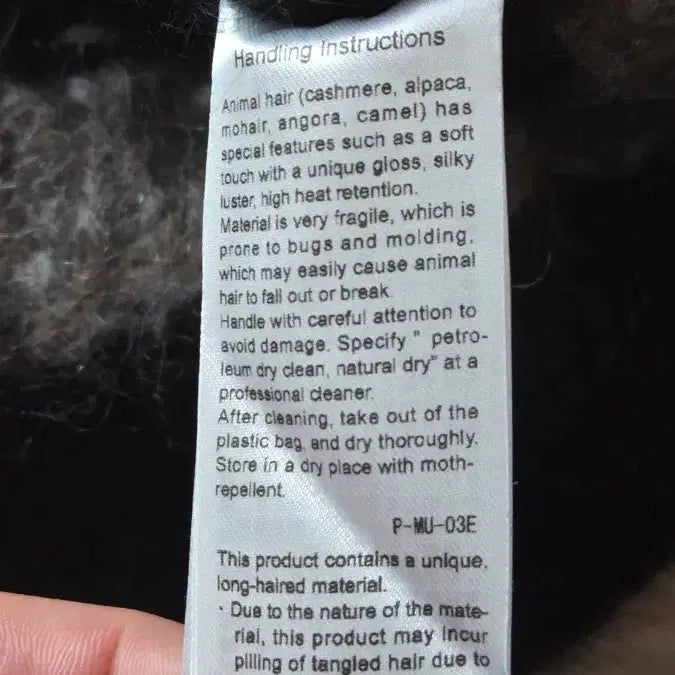 Handling Instructions
Animal hair (cashmere, alpaca,
mohair, angora, camel) has
special features such as a soft
touch with a unique gloss, silky
luster, high heat retention.
Material is very fragile, which is
prone to bugs and molding,
which may easily cause animal
hair to fall out or break.
Handle with careful attention to
avoid damage. Specify " petro-
leum dry clean, natural dry" at a
professional cleaner.
After cleaning, take out of the
plastic bag, and dry thoroughly.
Store in a dry place with moth-
repellent.
P-MU-03E
This product contains a unique,
long-haired material.
· Due to the nature of the mate-
rial, this product may incur
pilling of tangled hair due to